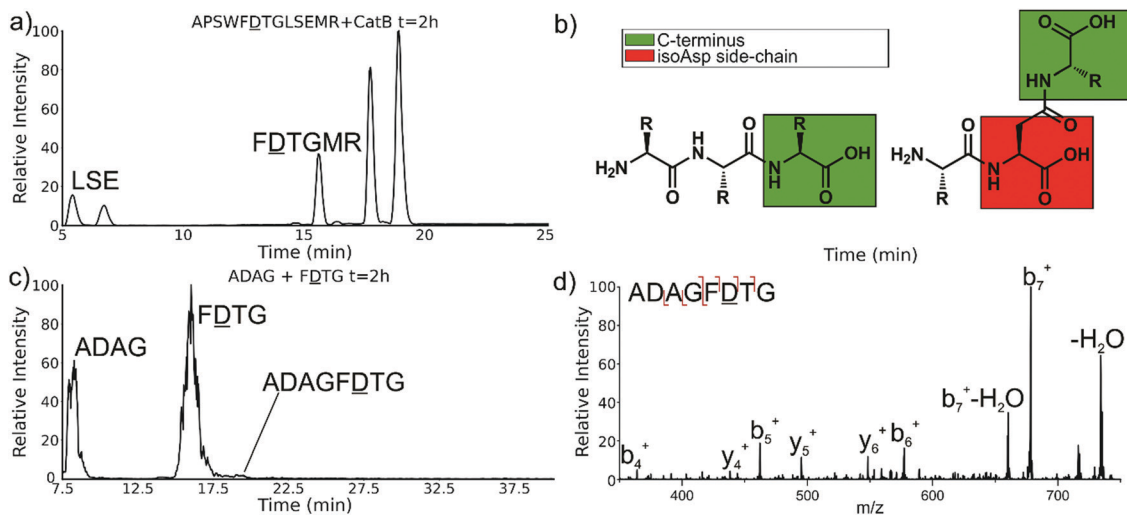 a)
APSWFDTGLSEMR+CatB t=2h
Relative Intensity
100
80
60
40
20
0
LSE
FDTGMR
5
10
15
20
25
Time (min)
b)
C-terminus
isoAsp side-chain
H₂N
R
O
H
N
R
O
N
H
R
O
OH
O
OH
HN
R
O
H₂N
R
O
N
H
O
OH
Time (min)
c)
ADAG + FDTG t=2h
Relative Intensity
100
80
60
40
20
0
ADAG
FDTG
ADAGFDTG
7.5
12.5
17.5
22.5
27.5
32.5
37.5
Time (min)
d)
ADAGFDTG
Relative Intensity
100
80
60
40
20
0
b₄⁺
y₄⁺
b₅⁺
y₅⁺
y₆⁺
b₆⁺
b₇⁺-H₂O
b₇⁺
-H₂O
400
500
600
700
m/z